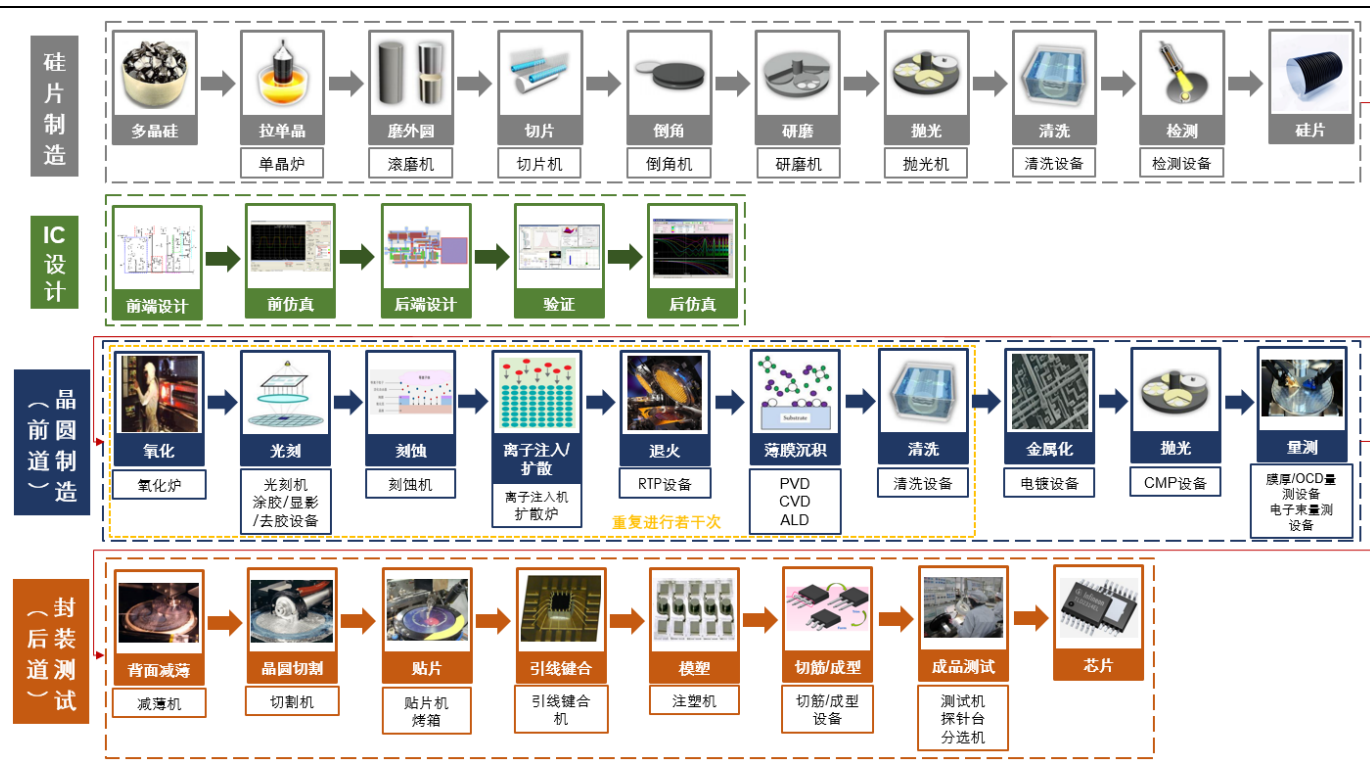 硅片制造
多晶硅
拉单晶
磨外圆
切片
倒角
研磨
抛光
清洗
检测
硅片
单晶炉
滚磨机
切片机
倒角机
研磨机
抛光机
清洗设备
检测设备
IC设计
前端设计
前仿真
后端设计
验证
后仿真
晶圆制造
（前道）
Substrate
氧化
光刻
刻蚀
离子注入/
扩散
退火
薄膜沉积
清洗
金属化
抛光
量测
氧化炉
光刻机
涂胶/显影
/去胶设备
刻蚀机
离子注入机
扩散炉
RTP设备
PVD
CVD
ALD
清洗设备
电镀设备
CMP设备
膜厚/OCD量
测设备
电子束量测
设备
重复进行若干次
封装测试
（后道）
背面减薄
晶圆切割
贴片
引线键合
模塑
切筋/成型
成品测试
芯片
减薄机
切割机
贴片机
烤箱
引线键合
机
注塑机
切筋/成型
设备
测试机
探针台
分选机